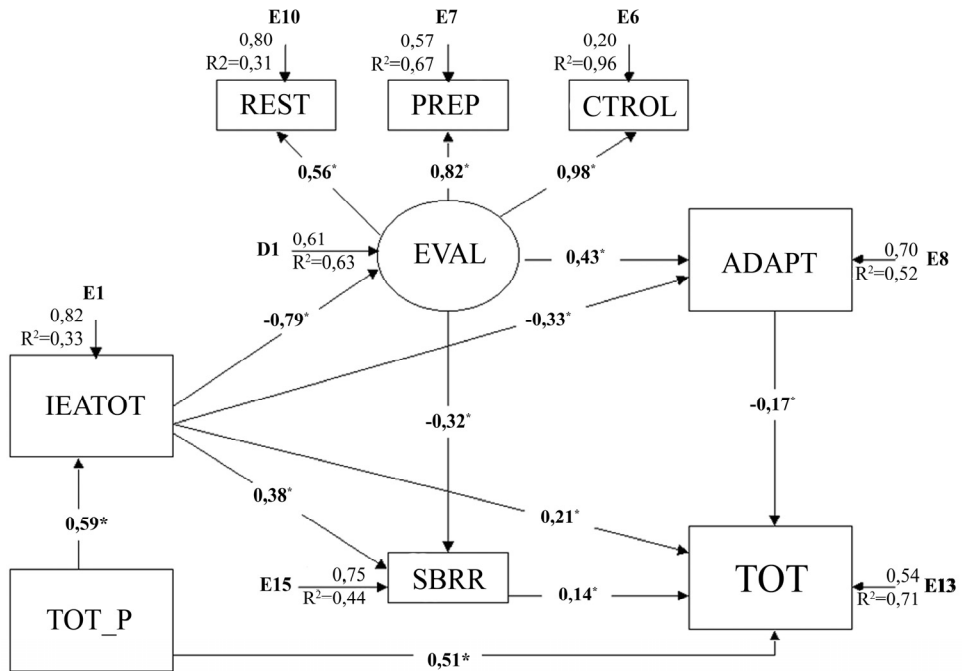 E10
0,80
R2=0,31
REST
E7
0,57
R²=0,67
PREP
E6
0,20
R²=0,96
CTROL
0,56*
0,82*
0,98*
D1
0,61
R²=0,63
EVAL
0,43*
ADAPT
0,70
R²=0,52
E8
E1
0,82
R²=0,33
IEATOT
-0,79*
-0,33*
-0,32*
-0,17*
0,38*
0,21*
0,59*
E15
0,75
R²=0,44
SBRR
0,14*
TOT
0,54
R²=0,71
E13
TOT_P
0,51*